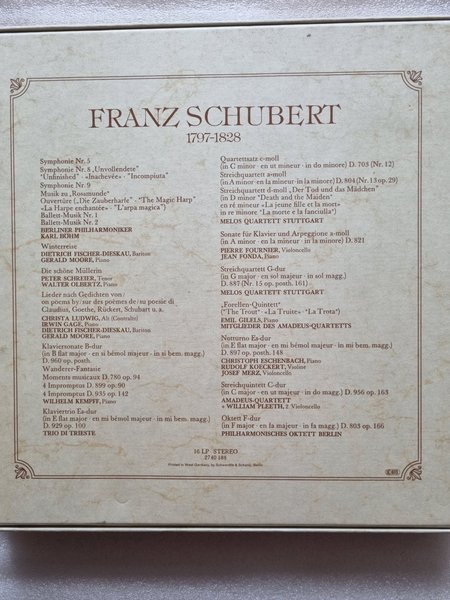 FRANZ SCHUBERT
1797-1828
Symphonie Nr. 5
Symphonie Nr. 8 „Unvollendete"
"Unfinished" · «Inachevée» · "Incompiuta"
Symphonie Nr. 9
Musik zu „Rosamunde"
Ouvertüre („Die Zauberharfe" · "The Magic Harp"
«La Harpe enchantée» · "L'arpa magica")
Ballett-Musik Nr. 1
Ballett-Musik Nr. 2
BERLINER PHILHARMONIKER
KARL BÖHM
Winterreise
DIETRICH FISCHER-DIESKAU, Bariton
GERALD MOORE, Piano
Die schöne Müllerin
PETER SCHREIER, Tenor
WALTER OLBERTZ, Piano
Lieder nach Gedichten von/
on poems by/sur des poèmes de/su poesie di
Claudius, Goethe, Rückert, Schubart u. a.
CHRISTA LUDWIG, Alt (Contralto)
IRWIN GAGE, Piano
DIETRICH FISCHER-DIESKAU, Bariton
GERALD MOORE, Piano
Klaviersonate B-dur
(in B flat major · en si bémol majeur · in si bem. magg.)
D. 960 op. posth.
Wanderer-Fantasie
Moments musicaux D. 780 op. 94
4 Impromptus D. 899 op. 90
4 Impromptus D. 935 op. 142
WILHELM KEMPFF, Piano
Klaviertrio Es-dur
(in E flat major · en mi bémol majeur · in mi bem. magg.)
D. 929 op. 100
TRIO DI TRIESTE
Quartettsatz c-moll
(in C minor · en ut mineur · in do minore) D. 703 (Nr. 12)
Streichquartett a-moll
(in A minor · en la mineur · in la minore) D. 804 (Nr. 13 op. 29)
Streichquartett d-moll „Der Tod und das Mädchen"
(in D minor "Death and the Maiden"
en ré mineur «La jeune fille et la mort»
in re minore "La morte e la fanciulla")
MELOS QUARTETT STUTTGART
Sonate für Klavier und Arpeggione a-moll
(in A minor · en la mineur · in la minore) D. 821
PIERRE FOURNIER, Violoncello
JEAN FONDA, Piano
Streichquartett G-dur
(in G major · en sol majeur · in sol magg.)
D. 887 (Nr. 15 op. posth. 161)
MELOS QUARTETT STUTTGART
„Forellen-Quintett"
("The Trout" · «La Truite» · "La Trota")
EMIL GILELS, Piano
MITGLIEDER DES AMADEUS-QUARTETTS
Notturno Es-dur
(in E flat major · en mi bémol majeur · in mi bem. magg.)
D. 897 op. posth. 148
CHRISTOPH ESCHENBACH, Piano
RUDOLF KOECKERT, Violine
JOSEF MERZ, Violoncello
Streichquintett C-dur
(in C major · en ut majeur · in do magg.) D. 956 op. 163
AMADEUS-QUARTETT
+ WILLIAM PLEETH, 2. Violoncello
Oktett F-dur
(in F major · en fa majeur · in fa magg.) D. 803 op. 166
PHILHARMONISCHES OKTETT BERLIN
16 LP · STEREO
2740 188
Printed in West Germany by Schwendke & Schantz, Berlin